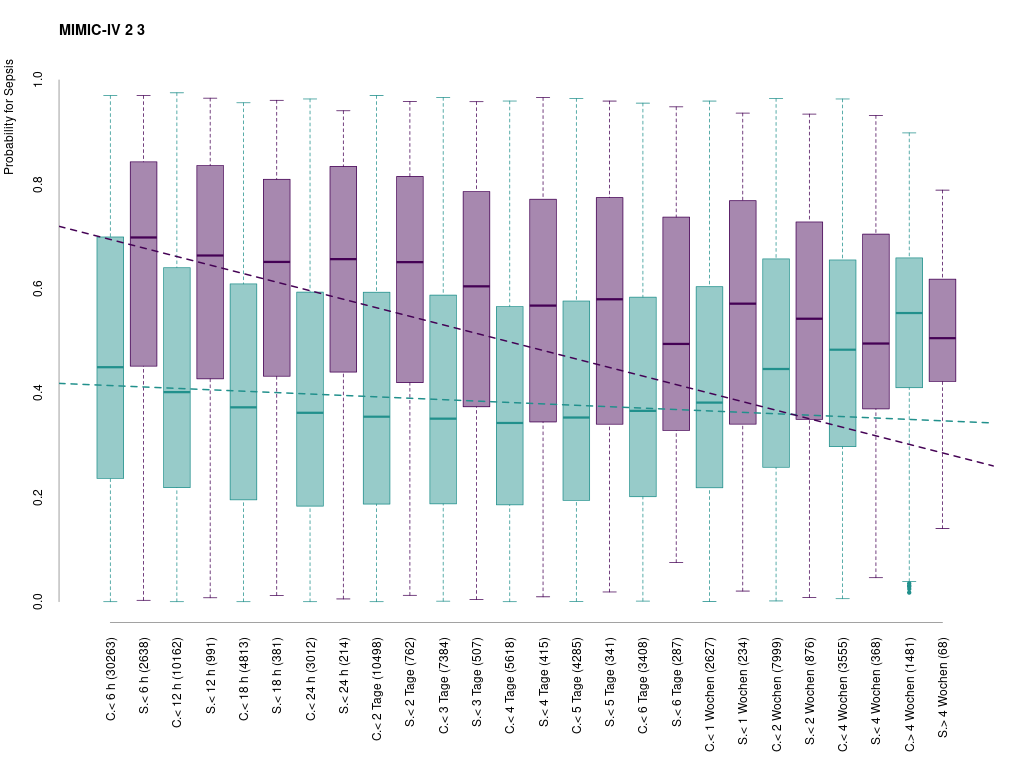 MIMIC-IV 2 3
Probability for Sepsis
1.0
0.8
0.6
0.4
0.2
0.0
C.< 6 h (30263)
S.< 6 h (2638)
C.< 12 h (10162)
S.< 12 h (991)
C.< 18 h (4813)
S.< 18 h (381)
C.< 24 h (3012)
S.< 24 h (214)
C.< 2 Tage (10498)
S.< 2 Tage (762)
C.< 3 Tage (7384)
S.< 3 Tage (507)
C.< 4 Tage (5618)
S.< 4 Tage (415)
C.< 5 Tage (4285)
S.< 5 Tage (341)
C.< 6 Tage (3408)
S.< 6 Tage (287)
C.< 1 Wochen (2627)
S.< 1 Wochen (234)
C.< 2 Wochen (7999)
S.< 2 Wochen (876)
C.< 4 Wochen (3555)
S.< 4 Wochen (368)
C.> 4 Wochen (1481)
S.> 4 Wochen (68)